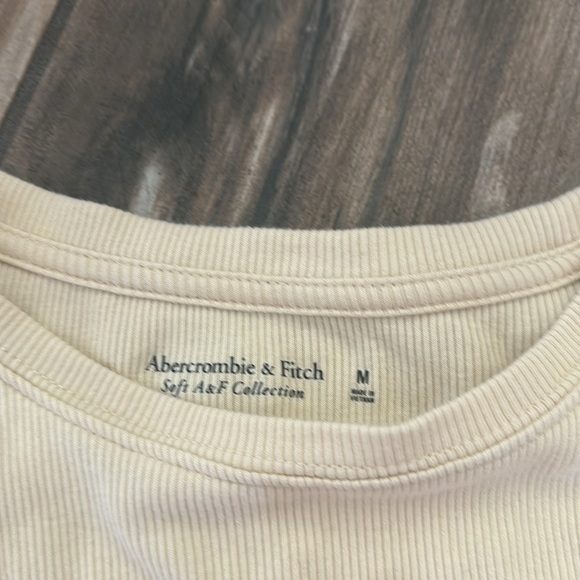 Abercrombie & Fitch
Soft A&F Collection
M
MADE IN
VIETNAM